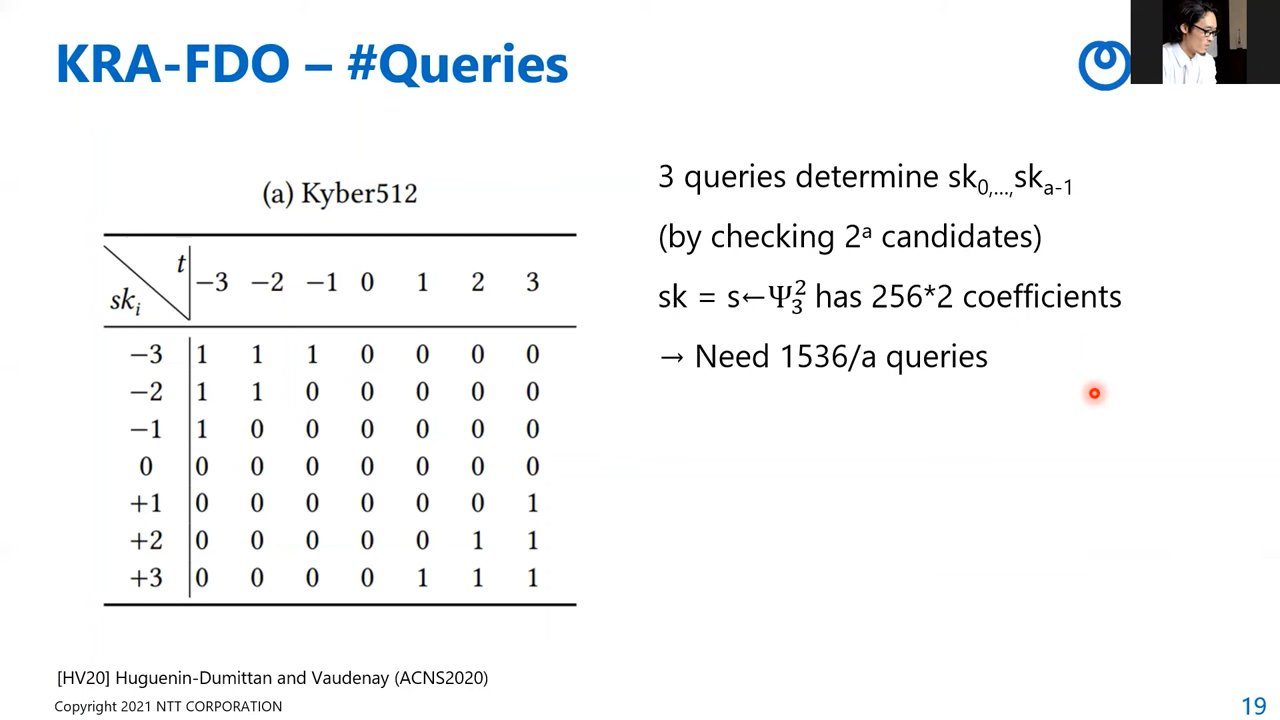 KRA-FDO – #Queries
(a) Kyber512
t
skᵢ
−3 −2 −1 0 1 2 3
−3 1 1 1 0 0 0 0
−2 1 1 0 0 0 0 0
−1 1 0 0 0 0 0 0
0 0 0 0 0 0 0 0
+1 0 0 0 0 0 0 1
+2 0 0 0 0 0 1 1
+3 0 0 0 0 1 1 1
3 queries determine sk₀,...,skₐ₋₁
(by checking 2ᵃ candidates)
sk = s←Ψ₃² has 256*2 coefficients
→ Need 1536/a queries
[HV20] Huguenin-Dumittan and Vaudenay (ACNS2020)
Copyright 2021 NTT CORPORATION
19